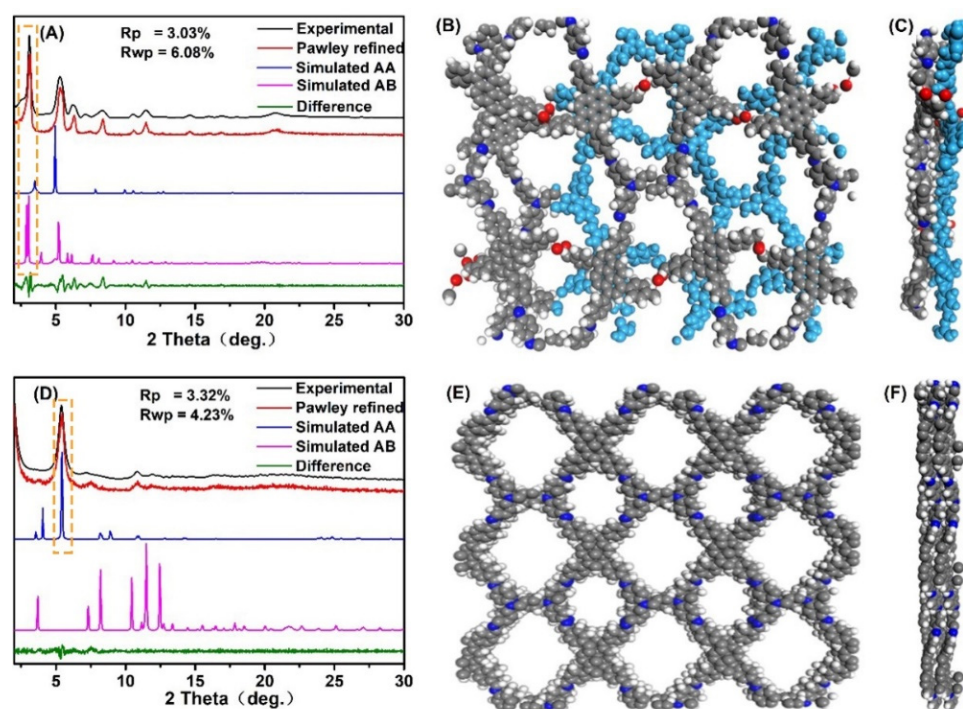 (A)
Rp = 3.03%
Rwp = 6.08%
Experimental
Pawley refined
Simulated AA
Simulated AB
Difference
5 10 15 20 25 30
2 Theta（deg.）
(B)
(C)
(D)
Rp = 3.32%
Rwp = 4.23%
Experimental
Pawley refined
Simulated AA
Simulated AB
Difference
5 10 15 20 25 30
2 Theta（deg.）
(E)
(F)